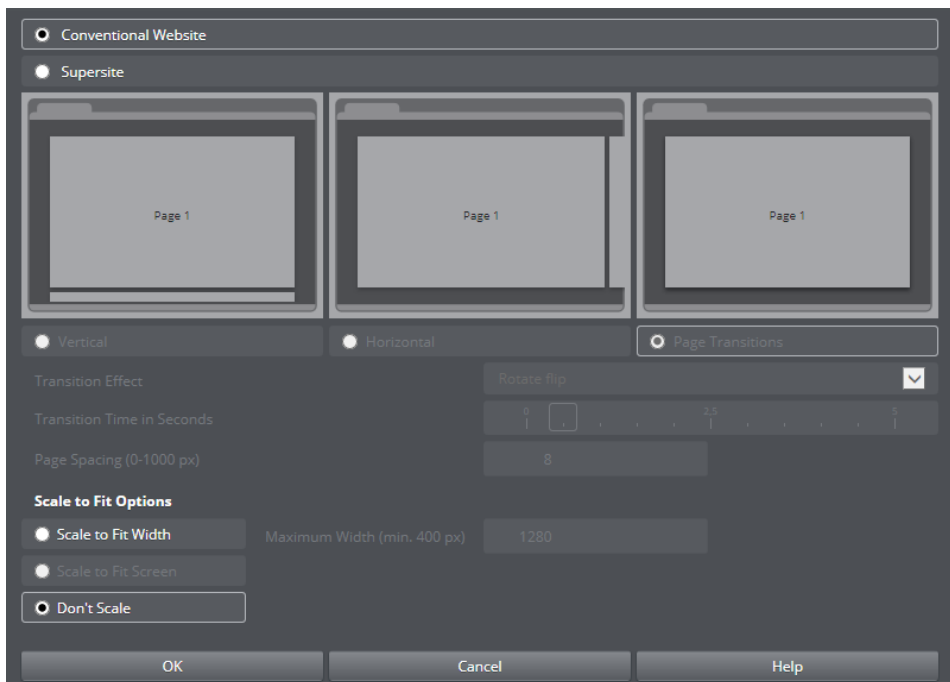 Conventional Website
Supersite
Page 1 Page 1 Page 1
Vertical Horizontal Page Transitions
Transition Effect Rotate flip
Transition Time in Seconds 0 2,5 5
Page Spacing (0-1000 px) 8
Scale to Fit Options
Scale to Fit Width Maximum Width (min. 400 px) 1280
Scale to Fit Screen
Don't Scale
OK Cancel Help